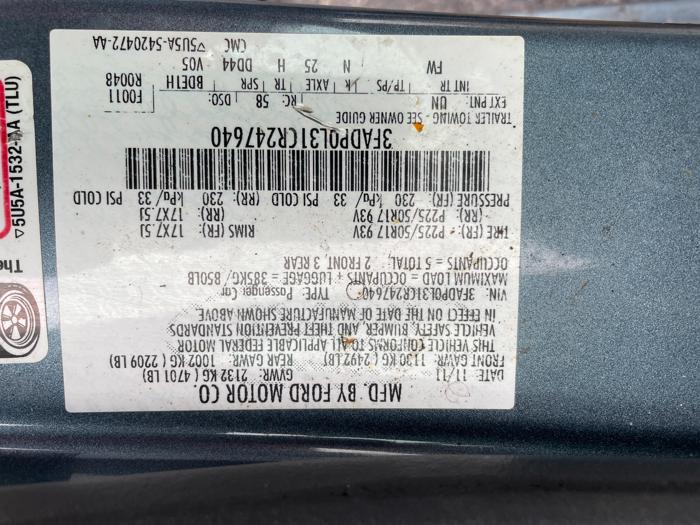 MFD. BY FORD MOTOR CO.
DATE: 11/11 GVWR: 2132 KG (4701 LB)
FRONT GAWR: 1130 KG (2492 LB) REAR GAWR: 1002 KG (2209 LB)
THIS VEHICLE CONFORMS TO ALL APPLICABLE FEDERAL MOTOR
VEHICLE SAFETY, BUMPER, AND THEFT PREVENTION STANDARDS
IN EFFECT ON THE DATE OF MANUFACTURE SHOWN ABOVE.
VIN: 3FADP0L31CR247640 TYPE: Passenger Car
MAXIMUM LOAD = OCCUPANTS + LUGGAGE = 385KG/850LB
OCCUPANTS = 5 TOTAL: 2 FRONT, 3 REAR
TIRE (FR): P225/50R17 93V RIMS (FR): 17X7.5J
(RR): P225/50R17 93V (RR): 17X7.5J
PRESSURE (FR): 230 kPa/ 33 PSI COLD (RR): 230 kPa/ 33 PSI COLD
3FADP0L31CR247640
TRAILER TOWING - SEE OWNER GUIDE
EXT PNT: UN RC: 58 DSO: F0011
INT TR TP/PS R AXLE TR SPR BDE1H R0048
FW N 25 H DD44 V05
CMC ▽5U5A-5420472-AA
▽5U5A-1532- A (TLU)
The